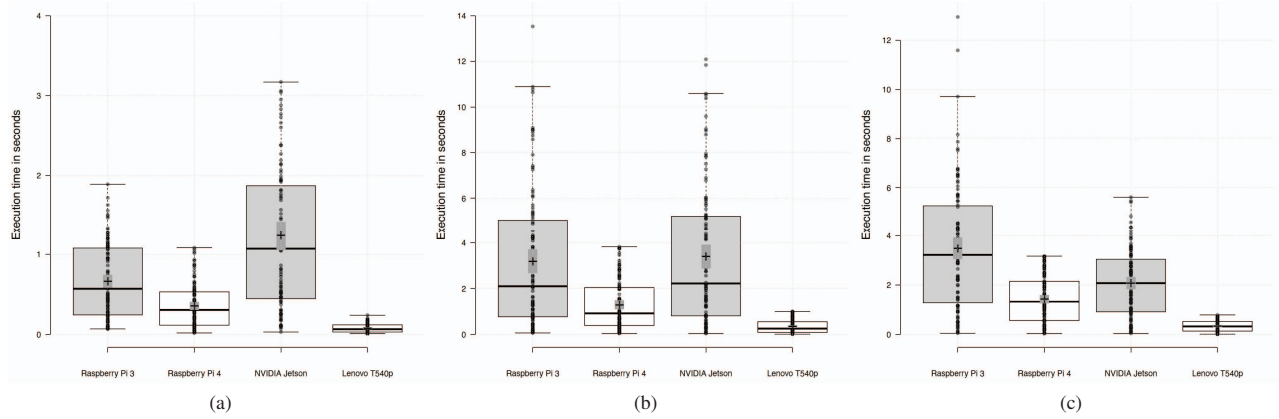 Execution time in seconds
4
3
2
1
0
Raspberry Pi 3 Raspberry Pi 4 NVIDIA Jetson Lenovo T540p
(a)
Execution time in seconds
14
12
10
8
6
4
2
0
Raspberry Pi 3 Raspberry Pi 4 NVIDIA Jetson Lenovo T540p
(b)
Execution time in seconds
12
10
8
6
4
2
0
Raspberry Pi 3 Raspberry Pi 4 NVIDIA Jetson Lenovo T540p
(c)